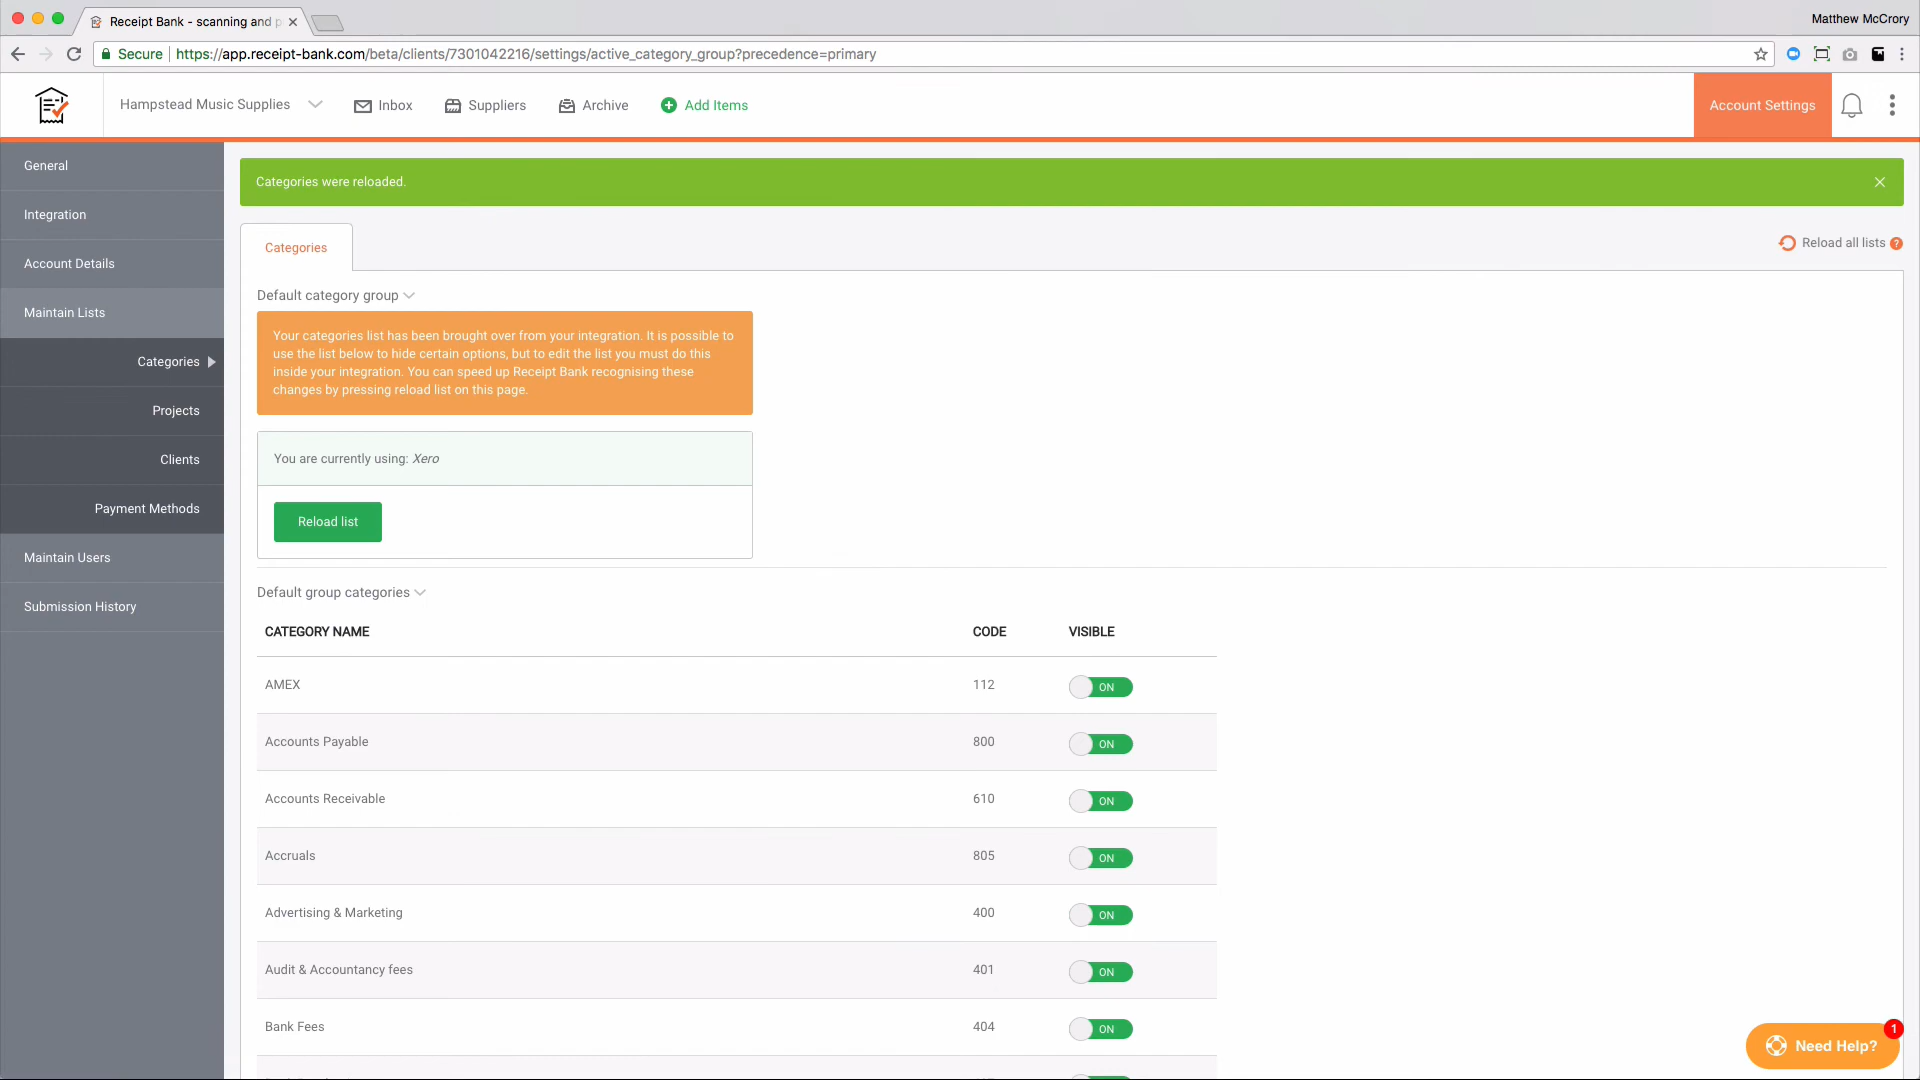 Receipt Bank - scanning and p
Matthew McCrory
Secure https://app.receipt-bank.com/beta/clients/7301042216/settings/active_category_group?precedence=primary
Hampstead Music Supplies Inbox Suppliers Archive Add Items Account Settings
General
Integration
Account Details
Maintain Lists
Categories
Projects
Clients
Payment Methods
Maintain Users
Submission History
Categories were reloaded.
Categories
Reload all lists ?
Default category group
Your categories list has been brought over from your integration. It is possible to
use the list below to hide certain options, but to edit the list you must do this
inside your integration. You can speed up Receipt Bank recognising these
changes by pressing reload list on this page.
You are currently using: Xero
Reload list
Default group categories
CATEGORY NAME CODE VISIBLE
AMEX 112 ON
Accounts Payable 800 ON
Accounts Receivable 610 ON
Accruals 805 ON
Advertising & Marketing 400 ON
Audit & Accountancy fees 401 ON
Bank Fees 404 ON
Need Help? 1